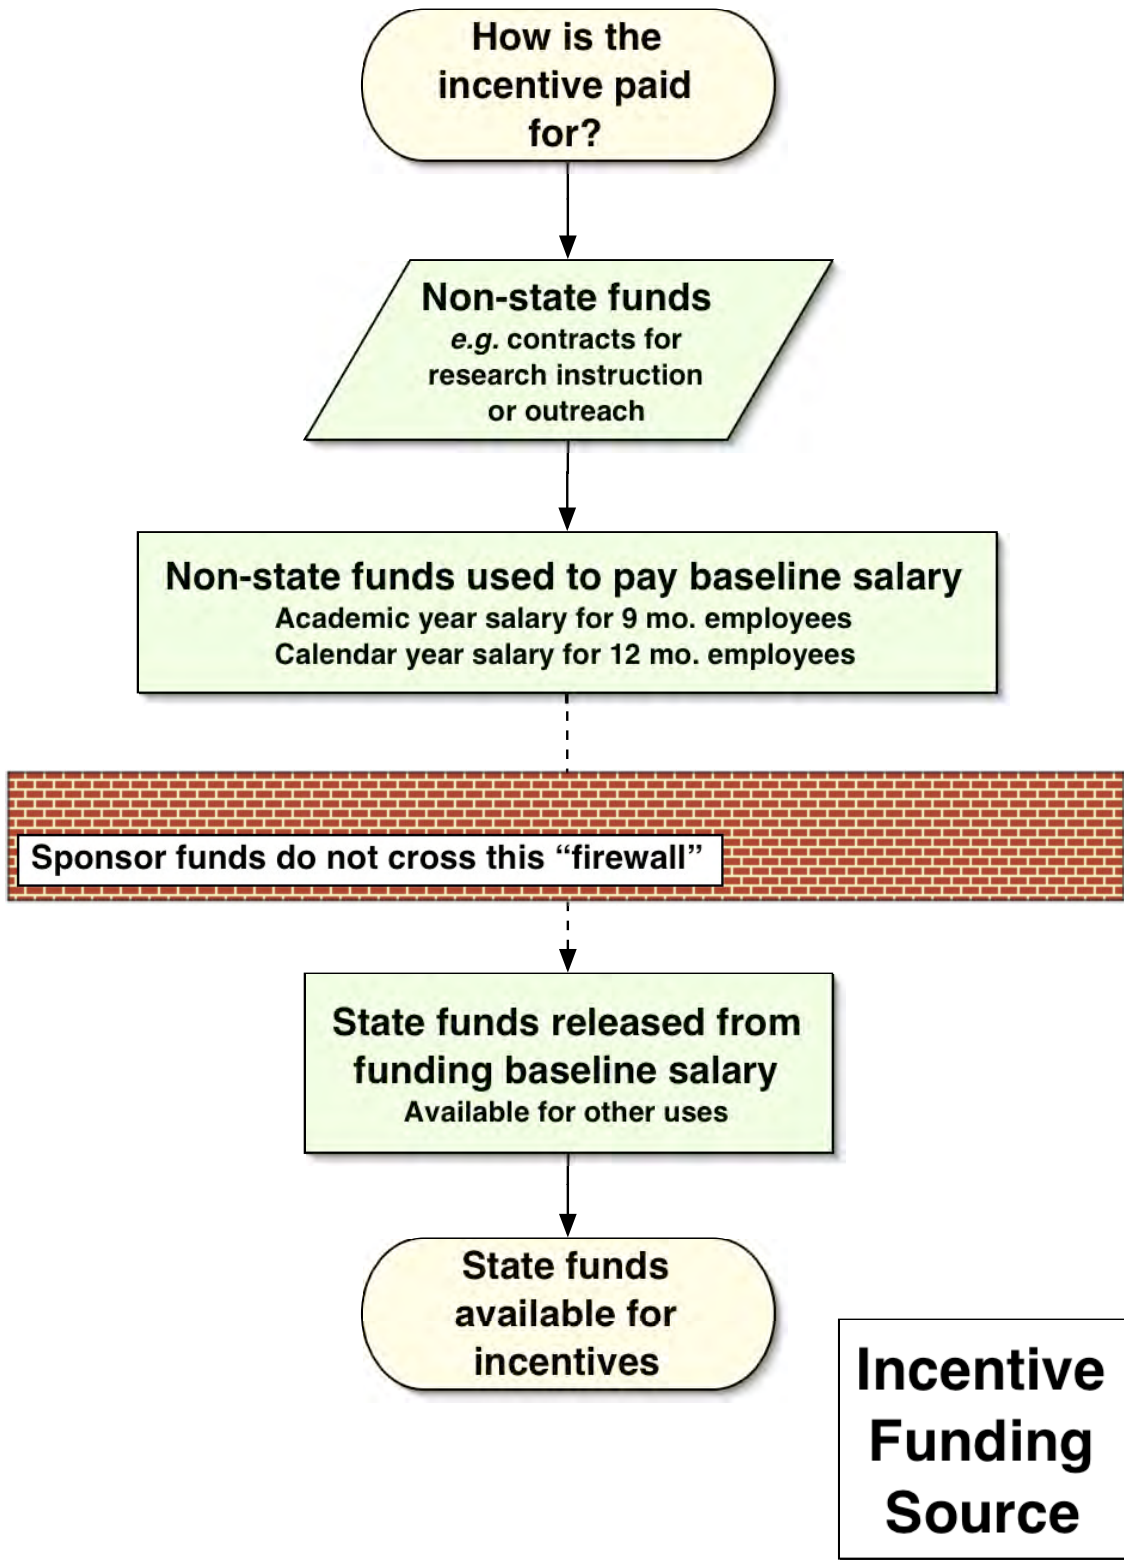 How is the
incentive paid
for?
Non-state funds
e.g. contracts for
research instruction
or outreach
Non-state funds used to pay baseline salary
Academic year salary for 9 mo. employees
Calendar year salary for 12 mo. employees
Sponsor funds do not cross this “firewall”
State funds released from
funding baseline salary
Available for other uses
State funds
available for
incentives
Incentive
Funding
Source